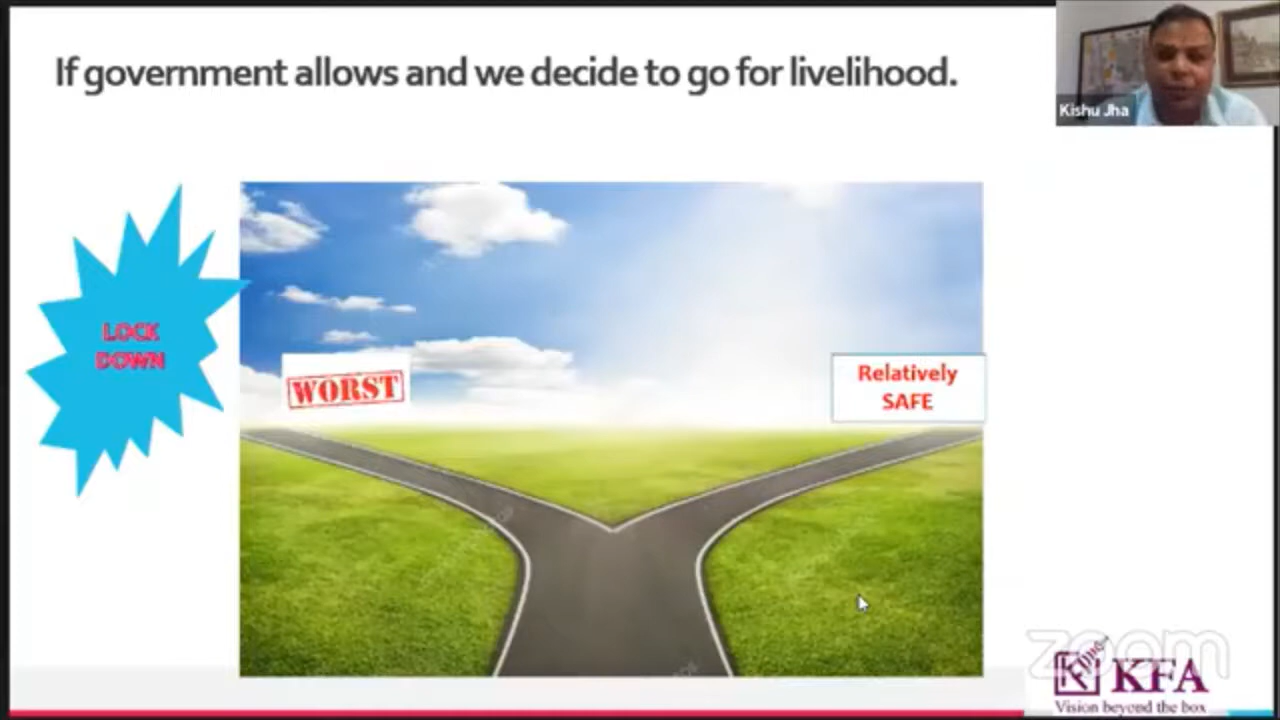 If government allows and we decide to go for livelihood.
Kishu Jha
LOCK
DOWN
WORST
Relatively
SAFE
zoom
KFA
Vision beyond the box